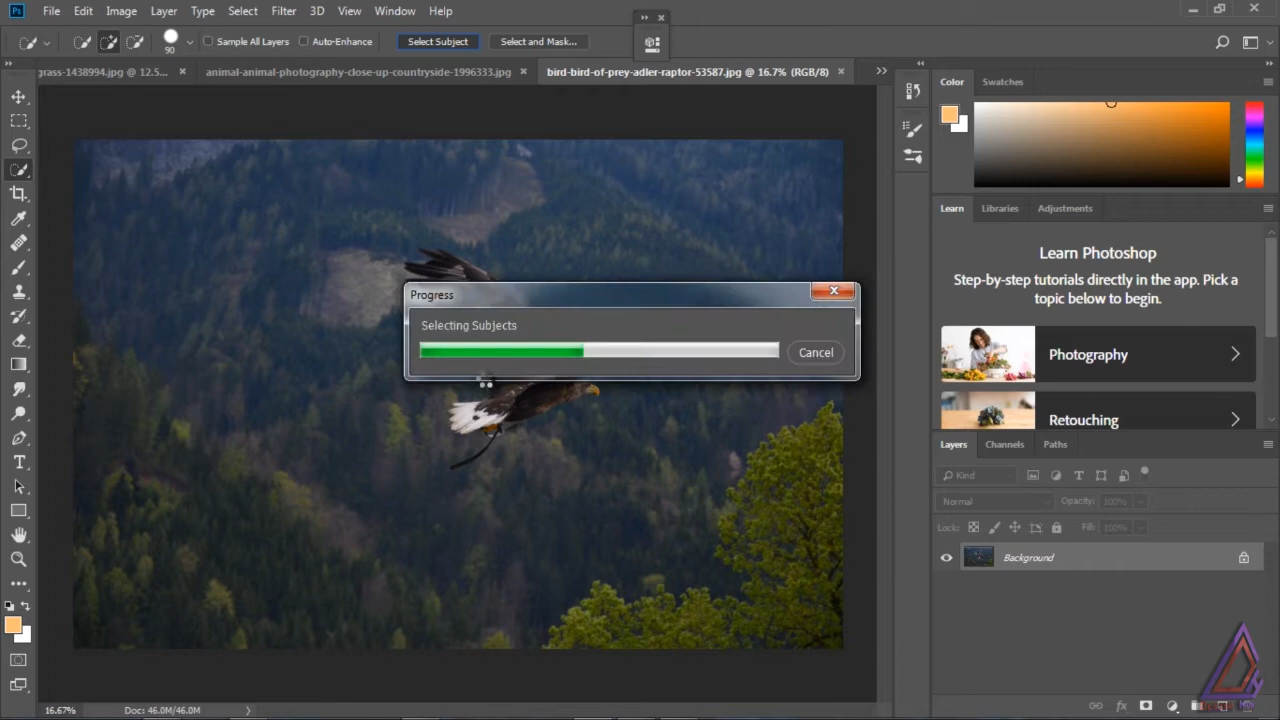 Ps File Edit Image Layer Type Select Filter 3D View Window Help
90 Sample All Layers Auto-Enhance Select Subject Select and Mask...
grass-1438994.jpg @ 12.5... × animal-animal-photography-close-up-countryside-1996333.jpg × bird-bird-of-prey-adler-raptor-53587.jpg @ 16.7% (RGB/8) ×
Color Swatches
Learn Libraries Adjustments
Learn Photoshop
Step-by-step tutorials directly in the app. Pick a
topic below to begin.
Progress
Selecting Subjects
Cancel
Photography
Retouching
Layers Channels Paths
Kind
Normal Opacity: 100%
Lock: Fill: 100%
Background
16.67% Doc: 46.0M/46.0M